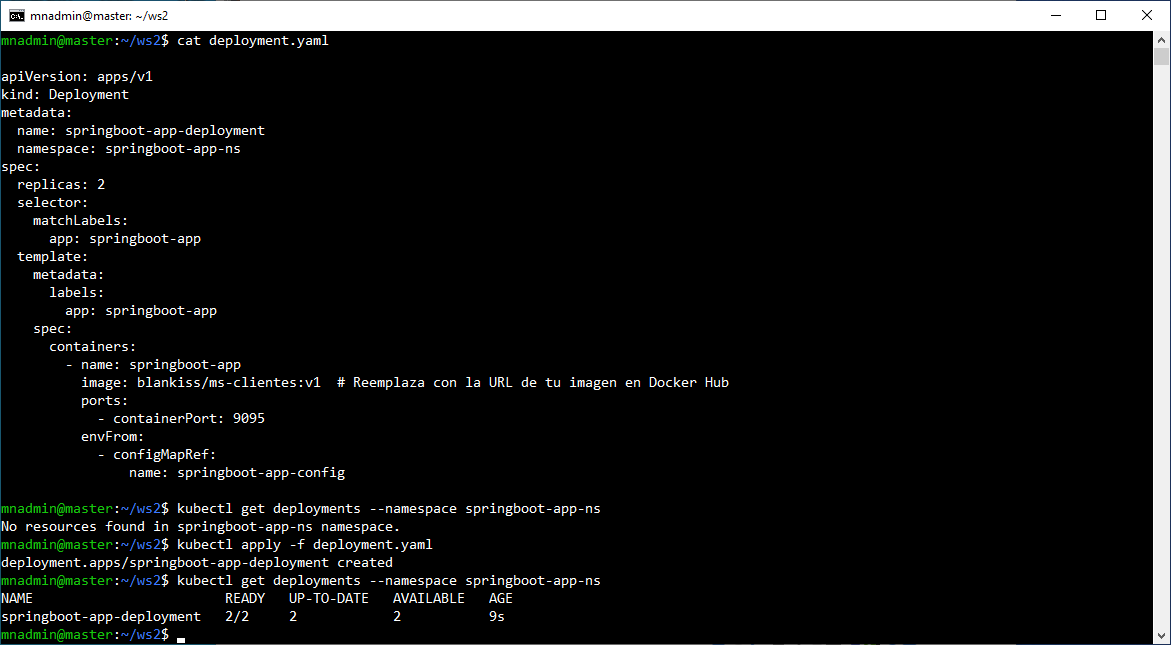 mnadmin@master: ~/ws2
mnadmin@master:~/ws2$ cat deployment.yaml
apiVersion: apps/v1
kind: Deployment
metadata:
  name: springboot-app-deployment
  namespace: springboot-app-ns
spec:
  replicas: 2
  selector:
    matchLabels:
      app: springboot-app
  template:
    metadata:
      labels:
        app: springboot-app
    spec:
      containers:
        - name: springboot-app
          image: blankiss/ms-clientes:v1  # Reemplaza con la URL de tu imagen en Docker Hub
          ports:
            - containerPort: 9095
          envFrom:
            - configMapRef:
                name: springboot-app-config
mnadmin@master:~/ws2$ kubectl get deployments --namespace springboot-app-ns
No resources found in springboot-app-ns namespace.
mnadmin@master:~/ws2$ kubectl apply -f deployment.yaml
deployment.apps/springboot-app-deployment created
mnadmin@master:~/ws2$ kubectl get deployments --namespace springboot-app-ns
NAME                        READY   UP-TO-DATE   AVAILABLE   AGE
springboot-app-deployment   2/2     2            2           9s
mnadmin@master:~/ws2$